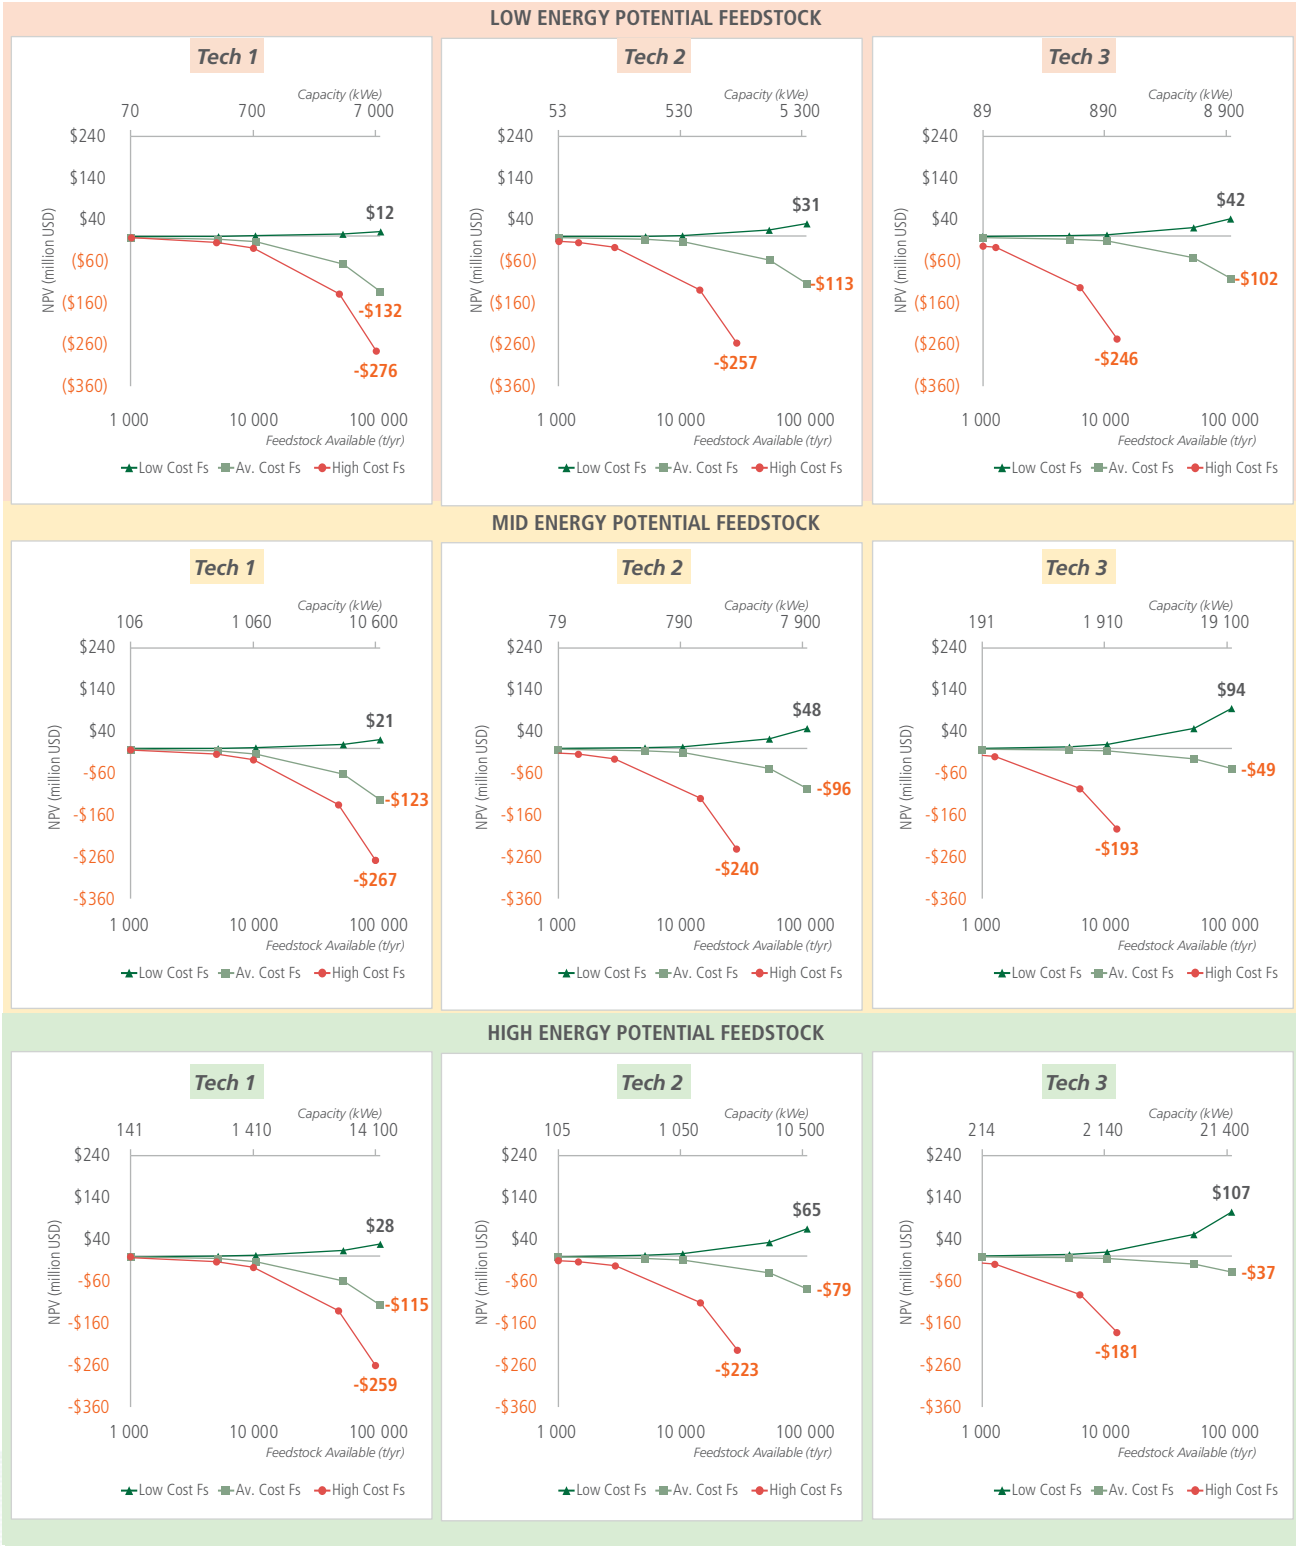 LOW ENERGY POTENTIAL FEEDSTOCK
Tech 1
Capacity (kWe)
70 700 7 000
$240
$140
$40
($60)
($160)
($260)
($360)
NPV (million USD)
$12
-$132
-$276
1 000 10 000 100 000
Feedstock Available (t/yr)
Low Cost Fs Av. Cost Fs High Cost Fs
Tech 2
Capacity (kWe)
53 530 5 300
$240
$140
$40
($60)
($160)
($260)
($360)
NPV (million USD)
$31
-$113
-$257
1 000 10 000 100 000
Feedstock Available (t/yr)
Low Cost Fs Av. Cost Fs High Cost Fs
Tech 3
Capacity (kWe)
89 890 8 900
$240
$140
$40
($60)
($160)
($260)
($360)
NPV (million USD)
$42
-$102
-$246
1 000 10 000 100 000
Feedstock Available (t/yr)
Low Cost Fs Av. Cost Fs High Cost Fs
MID ENERGY POTENTIAL FEEDSTOCK
Tech 1
Capacity (kWe)
106 1 060 10 600
$240
$140
$40
-$60
-$160
-$260
-$360
NPV (million USD)
$21
-$123
-$267
1 000 10 000 100 000
Feedstock Available (t/yr)
Low Cost Fs Av. Cost Fs High Cost Fs
Tech 2
Capacity (kWe)
79 790 7 900
$240
$140
$40
-$60
-$160
-$260
-$360
NPV (million USD)
$48
-$96
-$240
1 000 10 000 100 000
Feedstock Available (t/yr)
Low Cost Fs Av. Cost Fs High Cost Fs
Tech 3
Capacity (kWe)
191 1 910 19 100
$240
$140
$40
-$60
-$160
-$260
-$360
NPV (million USD)
$94
-$49
-$193
1 000 10 000 100 000
Feedstock Available (t/yr)
Low Cost Fs Av. Cost Fs High Cost Fs
HIGH ENERGY POTENTIAL FEEDSTOCK
Tech 1
Capacity (kWe)
141 1 410 14 100
$240
$140
$40
-$60
-$160
-$260
-$360
NPV (million USD)
$28
-$115
-$259
1 000 10 000 100 000
Feedstock Available (t/yr)
Low Cost Fs Av. Cost Fs High Cost Fs
Tech 2
Capacity (kWe)
105 1 050 10 500
$240
$140
$40
-$60
-$160
-$260
-$360
NPV (million USD)
$65
-$79
-$223
1 000 10 000 100 000
Feedstock Available (t/yr)
Low Cost Fs Av. Cost Fs High Cost Fs
Tech 3
Capacity (kWe)
214 2 140 21 400
$240
$140
$40
-$60
-$160
-$260
-$360
NPV (million USD)
$107
-$37
-$181
1 000 10 000 100 000
Feedstock Available (t/yr)
Low Cost Fs Av. Cost Fs High Cost Fs